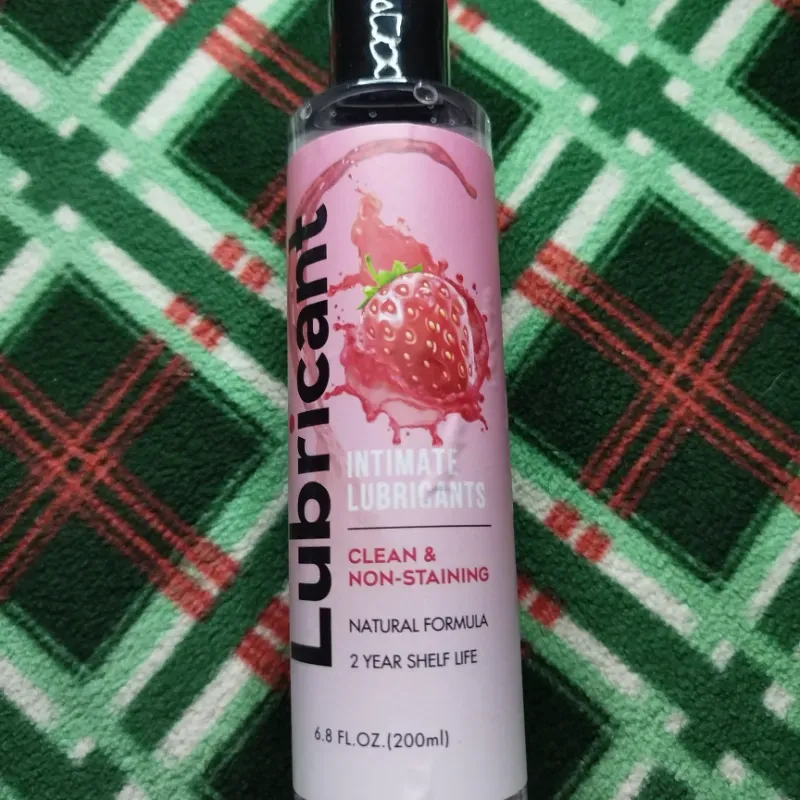 Lubricant
INTIMATE
LUBRICANTS
CLEAN &
NON-STAINING
NATURAL FORMULA
2 YEAR SHELF LIFE
6.8 FL.OZ.(200ml)